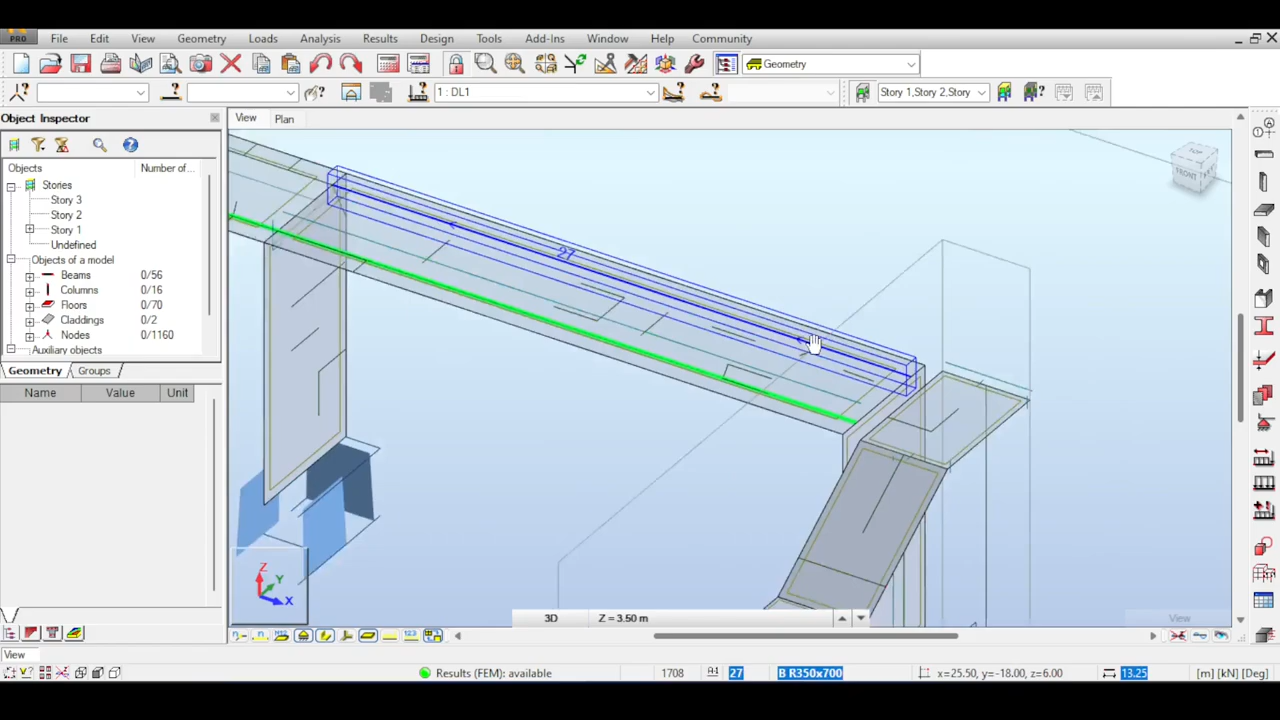 PRO File Edit View Geometry Loads Analysis Results Design Tools Add-Ins Window Help Community
Geometry
1 : DL1 Story 1,Story 2,Story
Object Inspector View Plan
Objects Number of...
Stories
Story 3
Story 2
Story 1
Undefined
Objects of a model
Beams 0/56
Columns 0/16
Floors 0/70
Claddings 0/2
Nodes 0/1160
Auxiliary objects
Geometry Groups
Name Value Unit
27
TOP
FRONT
Z
Y
X
3D Z = 3.50 m View
View
Results (FEM): available 1708 27 B R350x700 x=25.50, y=-18.00, z=6.00 13.25 [m] [kN] [Deg]